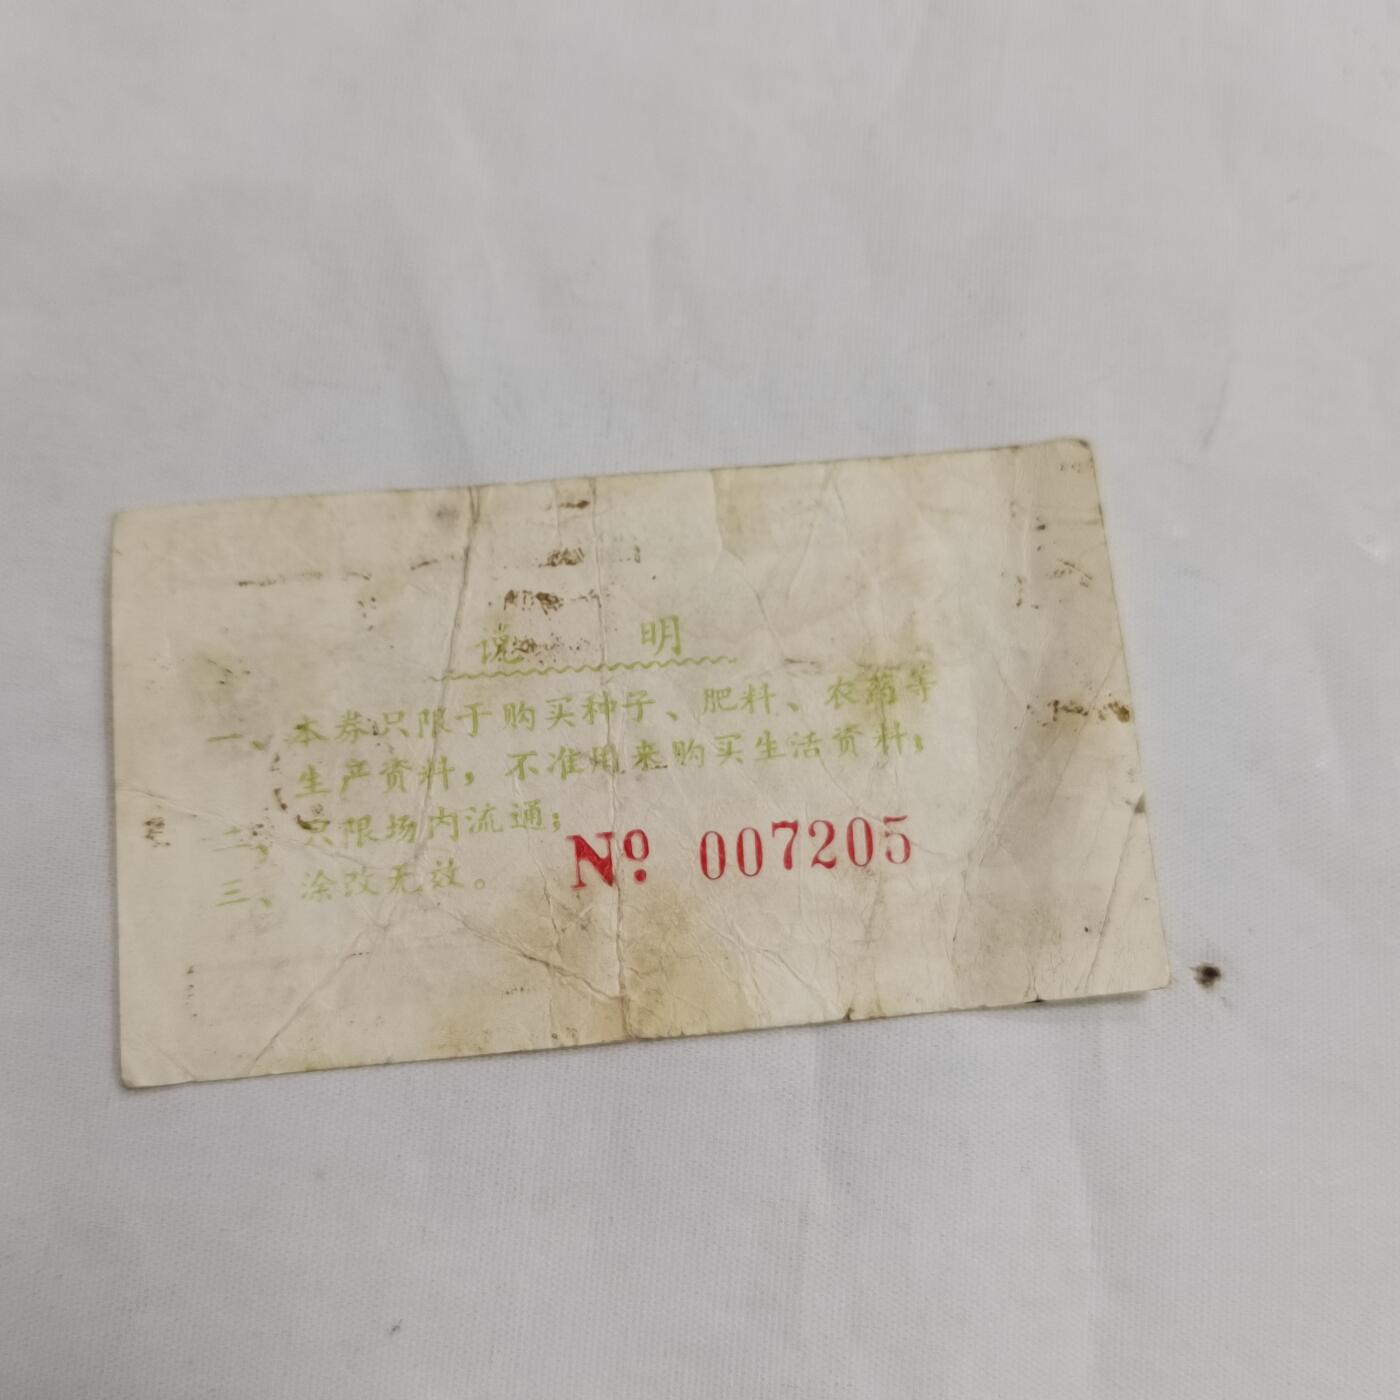 说 明
一、本券只限于购买种子、肥料、农药等
生产资料，不准用来购买生活资料；
二、只限场内流通；
三、涂改无效。
No. 007205